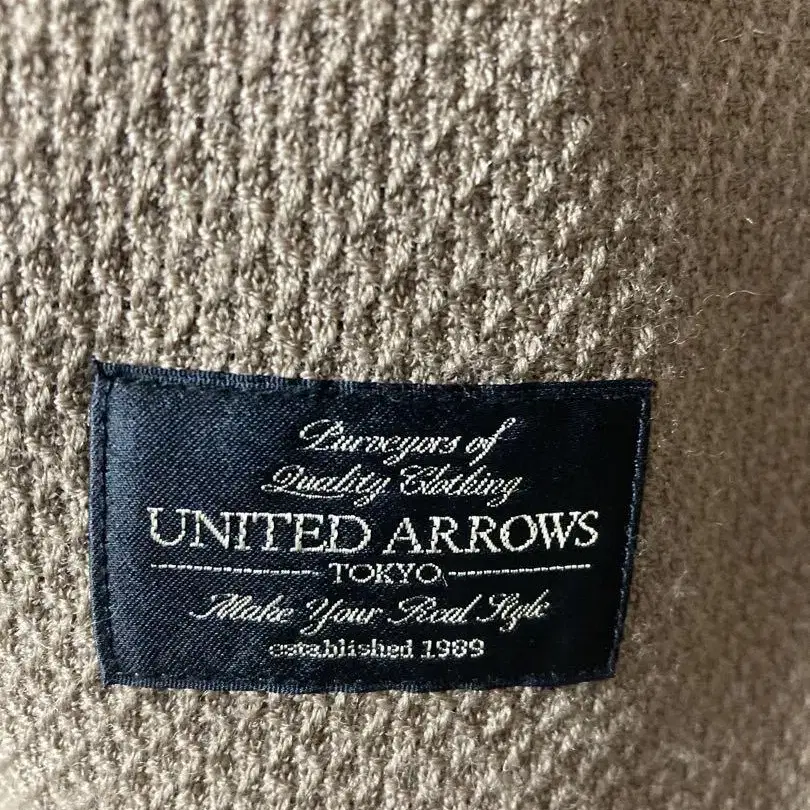 Purveyors of
Quality Clothing
UNITED ARROWS
TOKYO
Make Your Real Style
established 1989